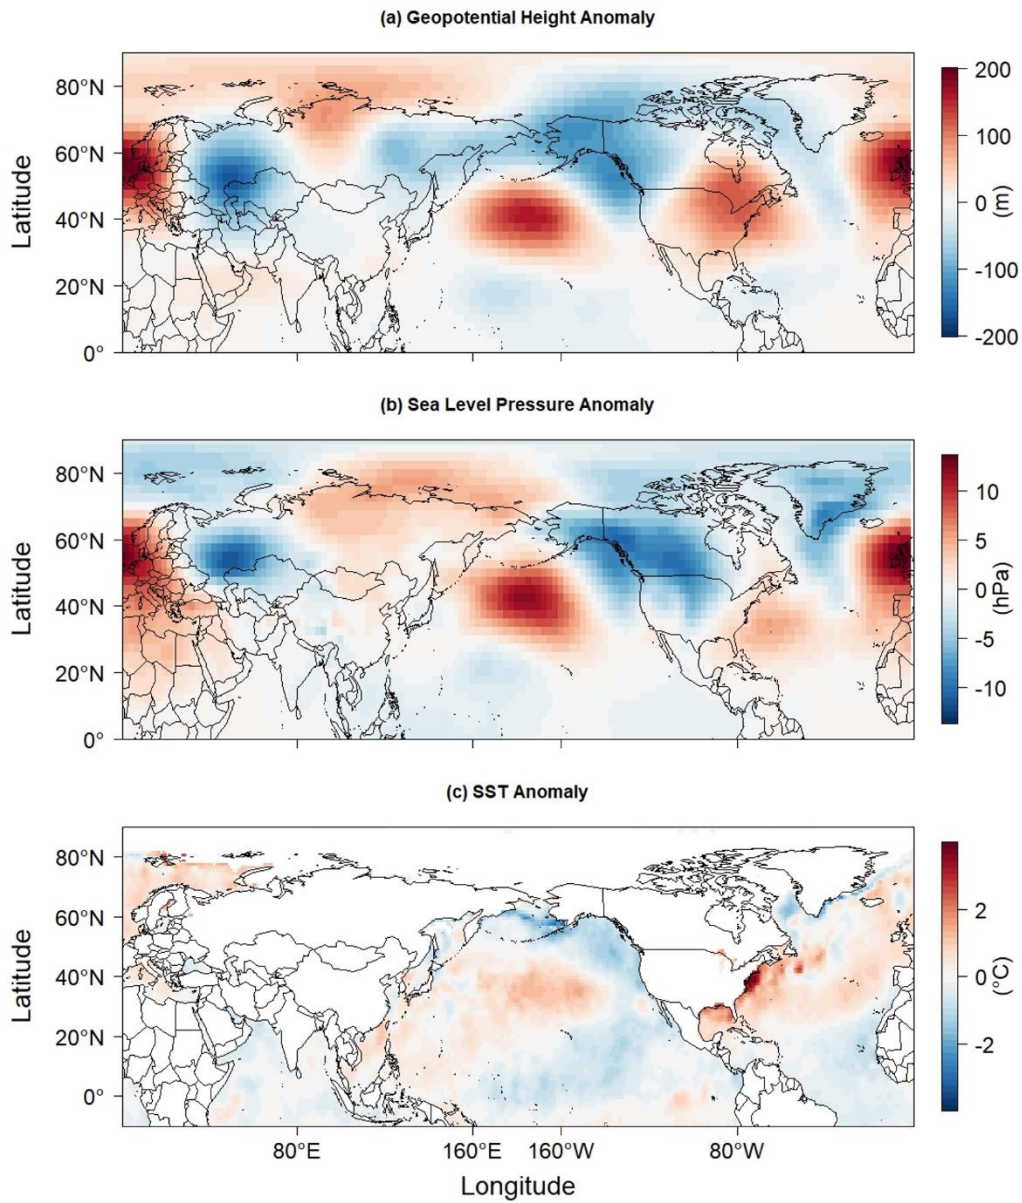 (a) Geopotential Height Anomaly
80°N
60°N
40°N
20°N
0°
Latitude
200
100
0
-100
-200
(m)
(b) Sea Level Pressure Anomaly
80°N
60°N
40°N
20°N
0°
Latitude
10
5
0
-5
-10
(hPa)
(c) SST Anomaly
80°N
60°N
40°N
20°N
0°
Latitude
2
0
-2
(°C)
80°E
160°E
160°W
80°W
Longitude